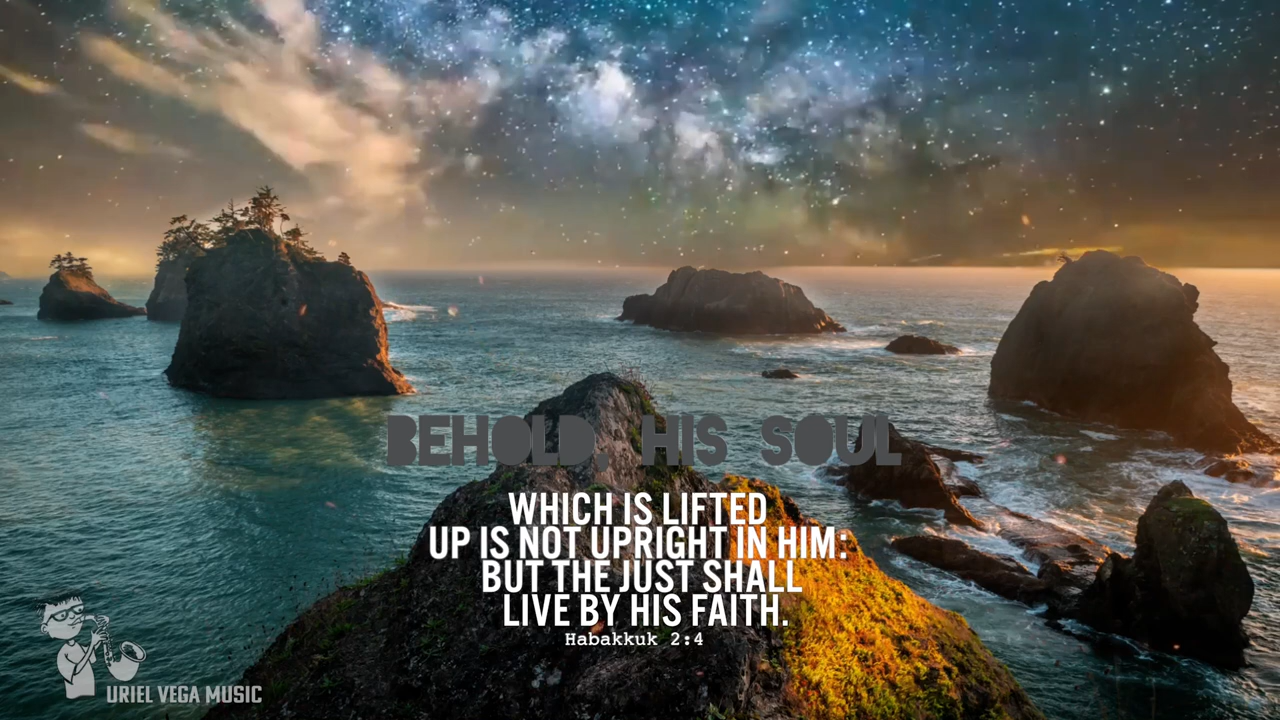 BEHOLD, HIS SOUL
WHICH IS LIFTED
UP IS NOT UPRIGHT IN HIM:
BUT THE JUST SHALL
LIVE BY HIS FAITH.
Habakkuk 2:4
URIEL VEGA MUSIC